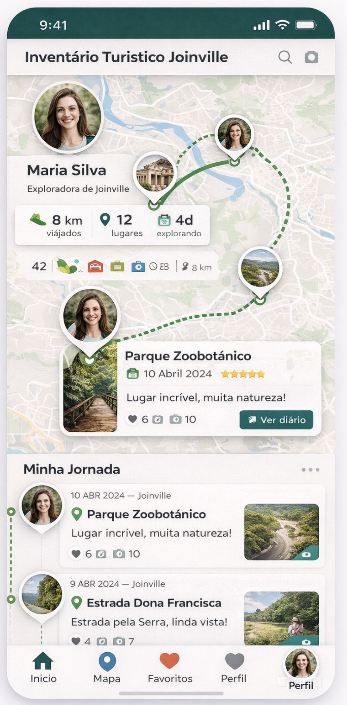 9:41
Inventário Turistico Joinville
Maria Silva
Exploradora de Joinville
8 km
viájados
12
lugares
4d
explorando
42
8 km
Parque Zoobotánico
10 Abril 2024
Lugar incrível, muita natureza!
6
10
Ver diârio
Minha Jornada
10 ABR 2024 — Joinville
Parque Zoobotánico
Lugar incrível, muita natureza!
6
10
9 ABR 2024 — Joinville
Estrada Dona Francisca
Estrada pela Serra, linda vista!
4
7
Inicio
Mapa
Favoritos
Perfil
Perfil